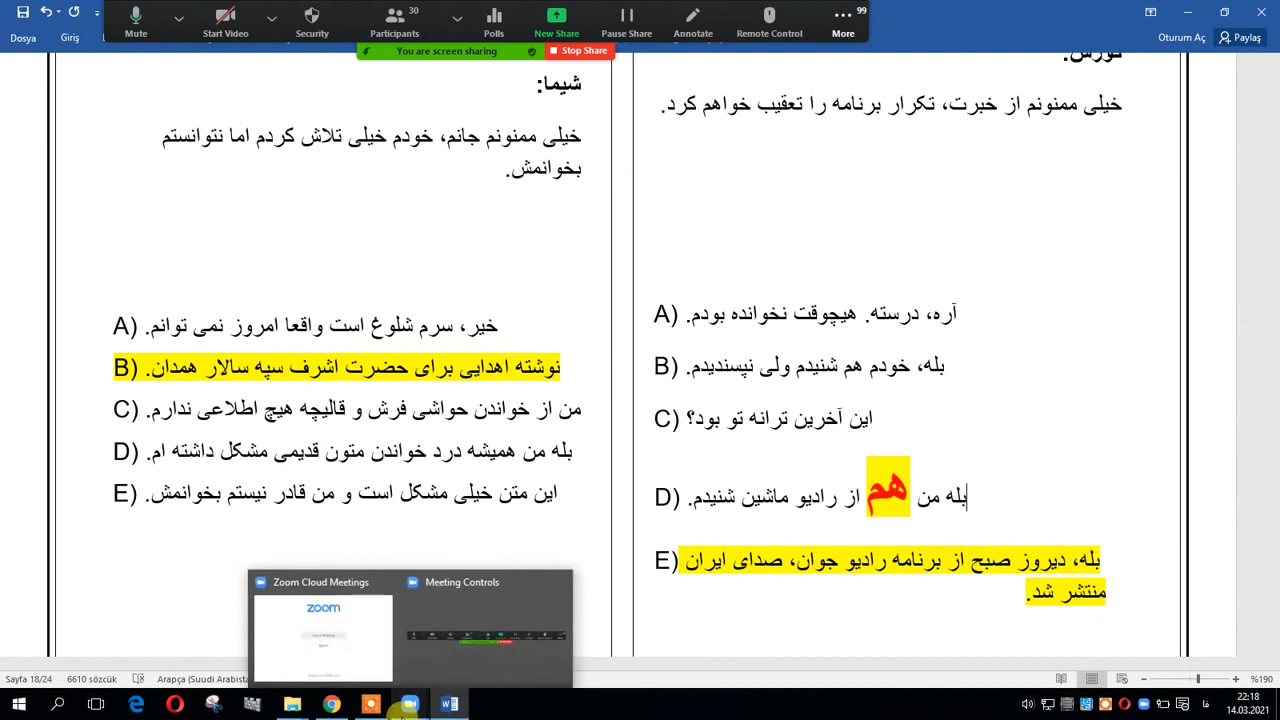 Mute
Start Video
Security
Participants
30
Polls
New Share
Pause Share
Annotate
Remote Control
More
99
You are screen sharing
Stop Share
Dosya
Giriş
Oturum Aç
Paylaş
شیما:
خیلی ممنونم جانم، خودم خیلی تلاش کردم اما نتوانستم
بخوانمش.
A) خیر، سرم شلوغ است واقعا امروز نمی توانم.
B) نوشته اهدایی برای حضرت اشرف سپه سالار همدان.
C) من از خواندن حواشی فرش و قالیچه هیچ اطلاعی ندارم.
D) بله من همیشه درد خواندن متون قدیمی مشکل داشته ام.
E) این متن خیلی مشکل است و من قادر نیستم بخوانمش.
خیلی ممنونم از خبرت، تکرار برنامه را تعقیب خواهم کرد.
A) آره، درسته. هیچوقت نخوانده بودم.
B) بله، خودم هم شنیدم ولی نپسندیدم.
C) این آخرین ترانه تو بود؟
D) بله من هم از رادیو ماشین شنیدم.
E) بله، دیروز صبح از برنامه رادیو جوان، صدای ایران
منتشر شد.
Zoom Cloud Meetings
Meeting Controls
zoom
Sayfa 18/24
6610 sözcük
Arapça (Suudi Arabista
%190
22:18
14.03.2021